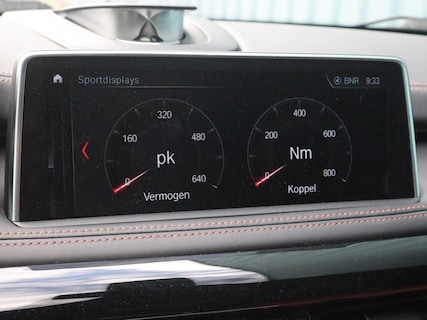 Sportdisplays
BNR 9:33
0 160 320 480 640
pk
Vermogen
0 200 400 600 800
Nm
Koppel